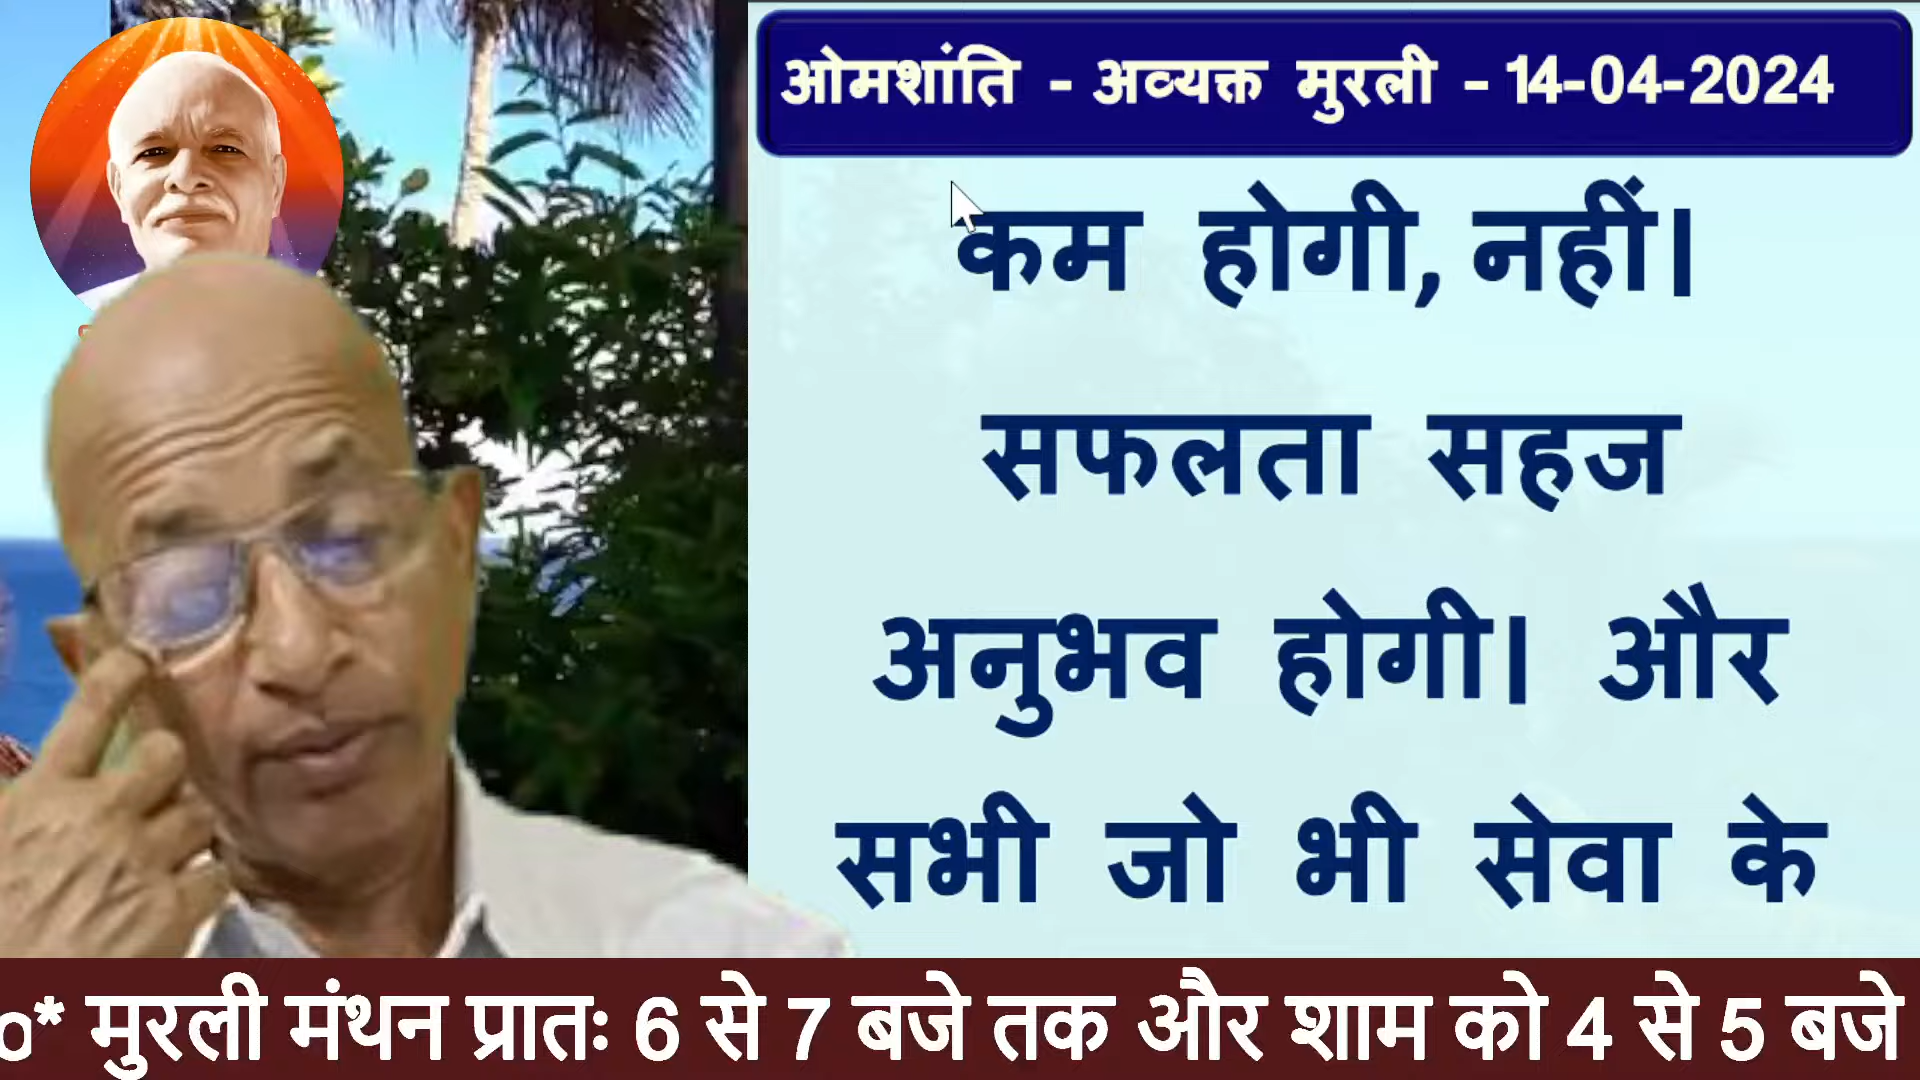 ओमशांति - अव्यक्त मुरली - 14-04-2024
कम होगी, नहीं।
सफलता सहज
अनुभव होगी। और
सभी जो भी सेवा के
o* मुरली मंथन प्रातः 6 से 7 बजे तक और शाम को 4 से 5 बजे